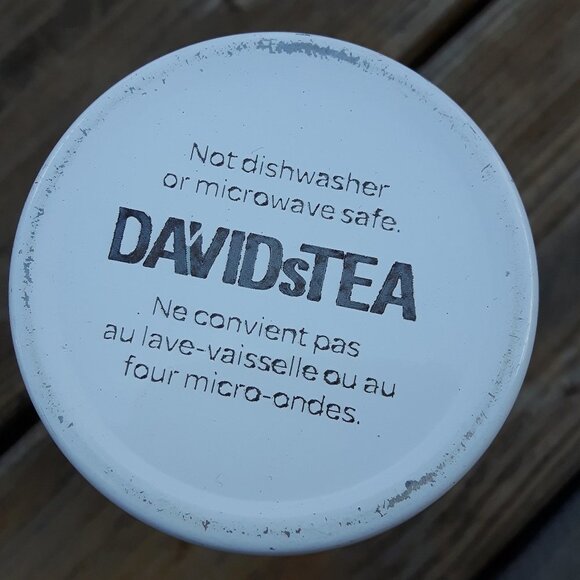 Not dishwasher
or microwave safe.
DAVIDsTEA
Ne convient pas
au lave-vaisselle ou au
four micro-ondes.